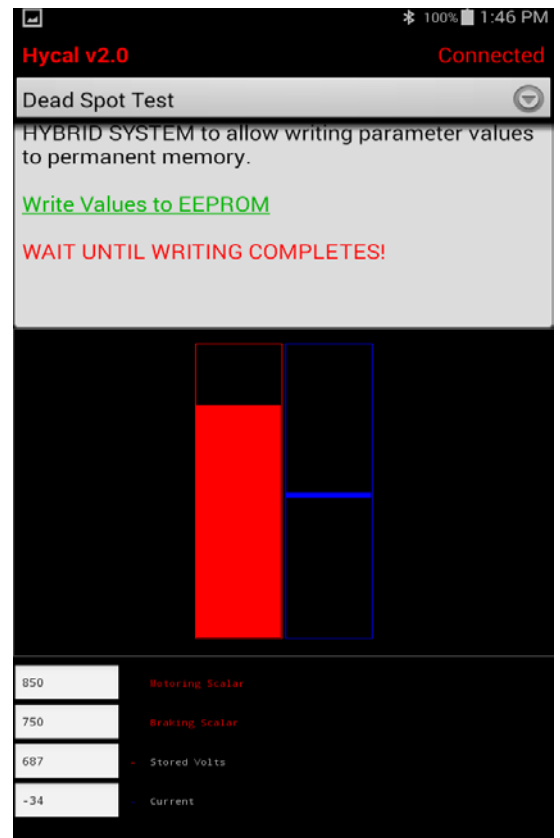 100% 1:46 PM
Hycal v2.0 Connected
Dead Spot Test
HYBRID SYSTEM to allow writing parameter values
to permanent memory.
Write Values to EEPROM
WAIT UNTIL WRITING COMPLETES!
850 Motoring Scalar
750 Braking Scalar
687 - Stored Volts
-34 - Current